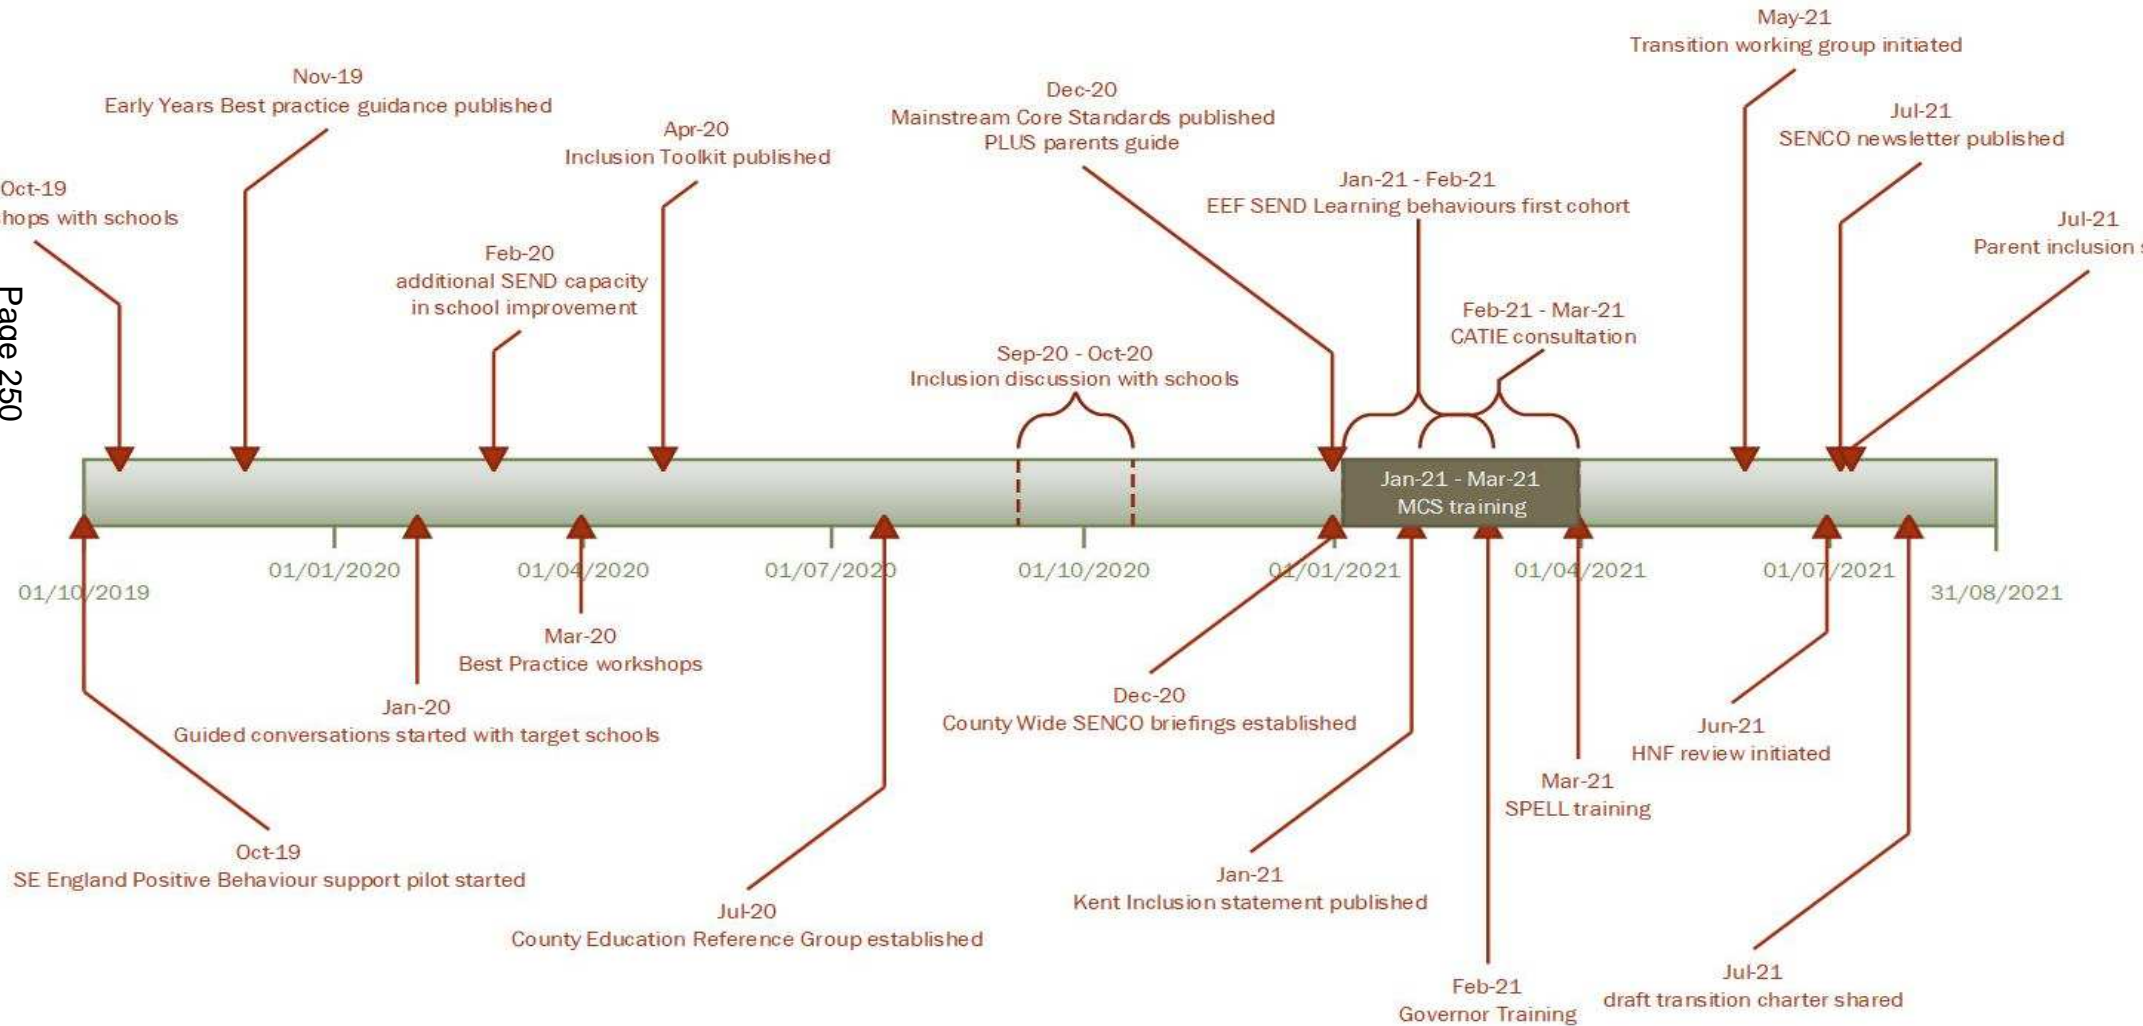 May-21
Transition working group initiated
Nov-19
Early Years Best practice guidance published
Dec-20
Mainstream Core Standards published
PLUS parents guide
Jul-21
SENCO newsletter published
Apr-20
Inclusion Toolkit published
Oct-19
with schools
Jan-21 - Feb-21
EEF SEND Learning behaviours first cohort
Jul-21
Parent inclusion
Feb-20
additional SEND capacity
in school improvement
Page 250
Feb-21 - Mar-21
CATIE consultation
Sep-20 - Oct-20
Inclusion discussion with schools
Jan-21 - Mar-21
MCS training
01/10/2019
01/01/2020
01/04/2020
01/07/2020
01/10/2020
01/01/2021
01/04/2021
01/07/2021
31/08/2021
Mar-20
Best Practice workshops
Jan-20
Guided conversations started with target schools
Dec-20
County Wide SENCO briefings established
Jun-21
HNF review initiated
Mar-21
SPELL training
Oct-19
SE England Positive Behaviour support pilot started
Jan-21
Kent Inclusion statement published
Jul-20
County Education Reference Group established
Jul-21
draft transition charter shared
Feb-21
Governor Training